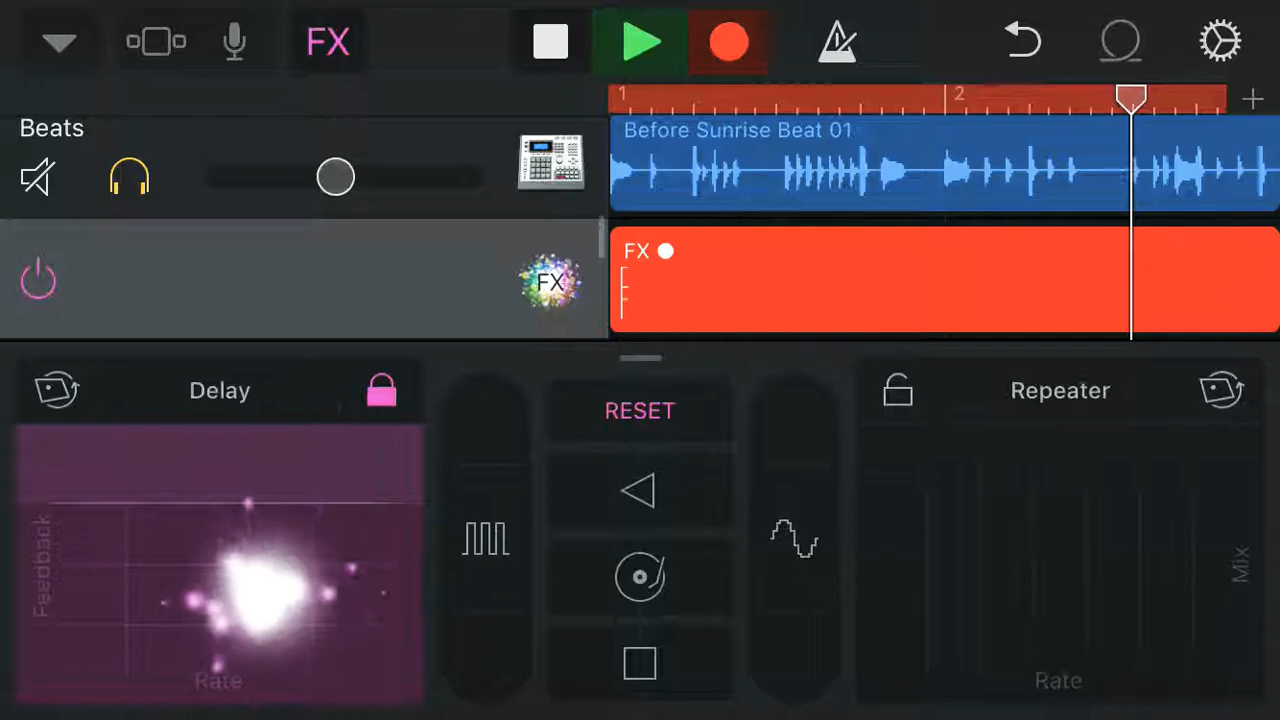 FX
1
2
Beats
Before Sunrise Beat 01
FX
FX
Delay
RESET
Repeater
Feedback
Mix
Rate
Rate